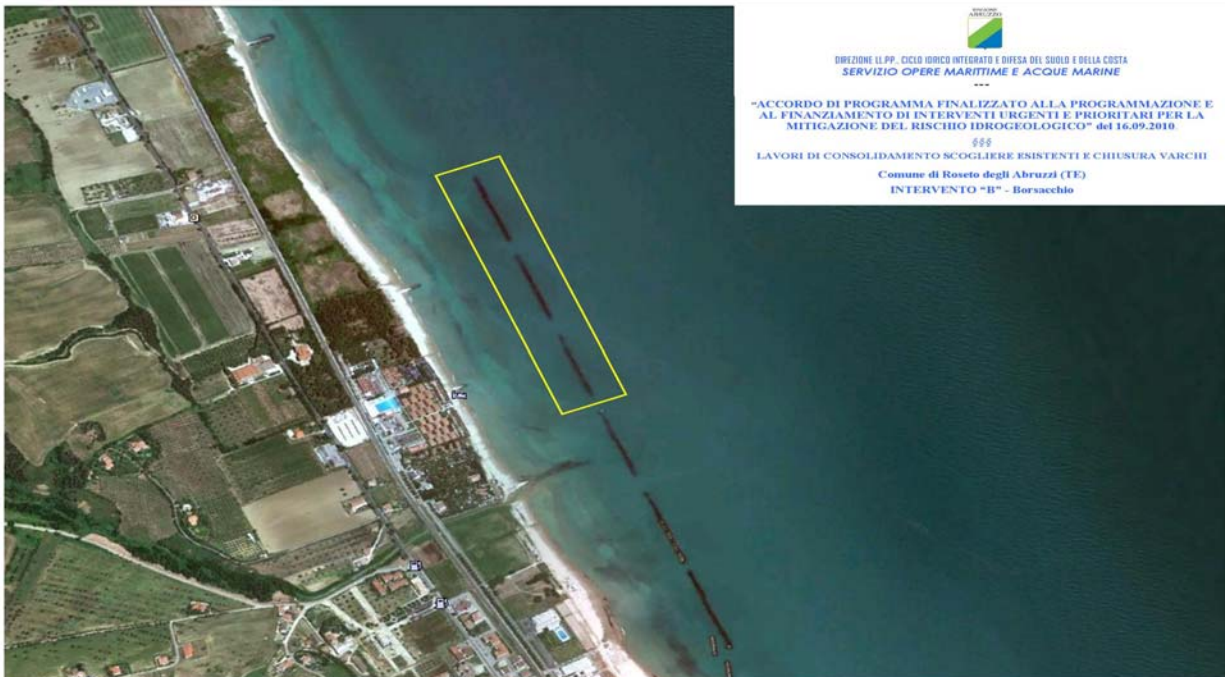 REGIONE
ABRUZZO
DIREZIONE LL.PP., CICLO IDRICO INTEGRATO E DIFESA DEL SUOLO E DELLA COSTA
SERVIZIO OPERE MARITTIME E ACQUE MARINE
---
"ACCORDO DI PROGRAMMA FINALIZZATO ALLA PROGRAMMAZIONE E
AL FINANZIAMENTO DI INTERVENTI URGENTI E PRIORITARI PER LA
MITIGAZIONE DEL RISCHIO IDROGEOLOGICO" del 16.09.2010.
§§§
LAVORI DI CONSOLIDAMENTO SCOGLIERE ESISTENTI E CHIUSURA VARCHI
Comune di Roseto degli Abruzzi (TE)
INTERVENTO "B" - Borsacchio